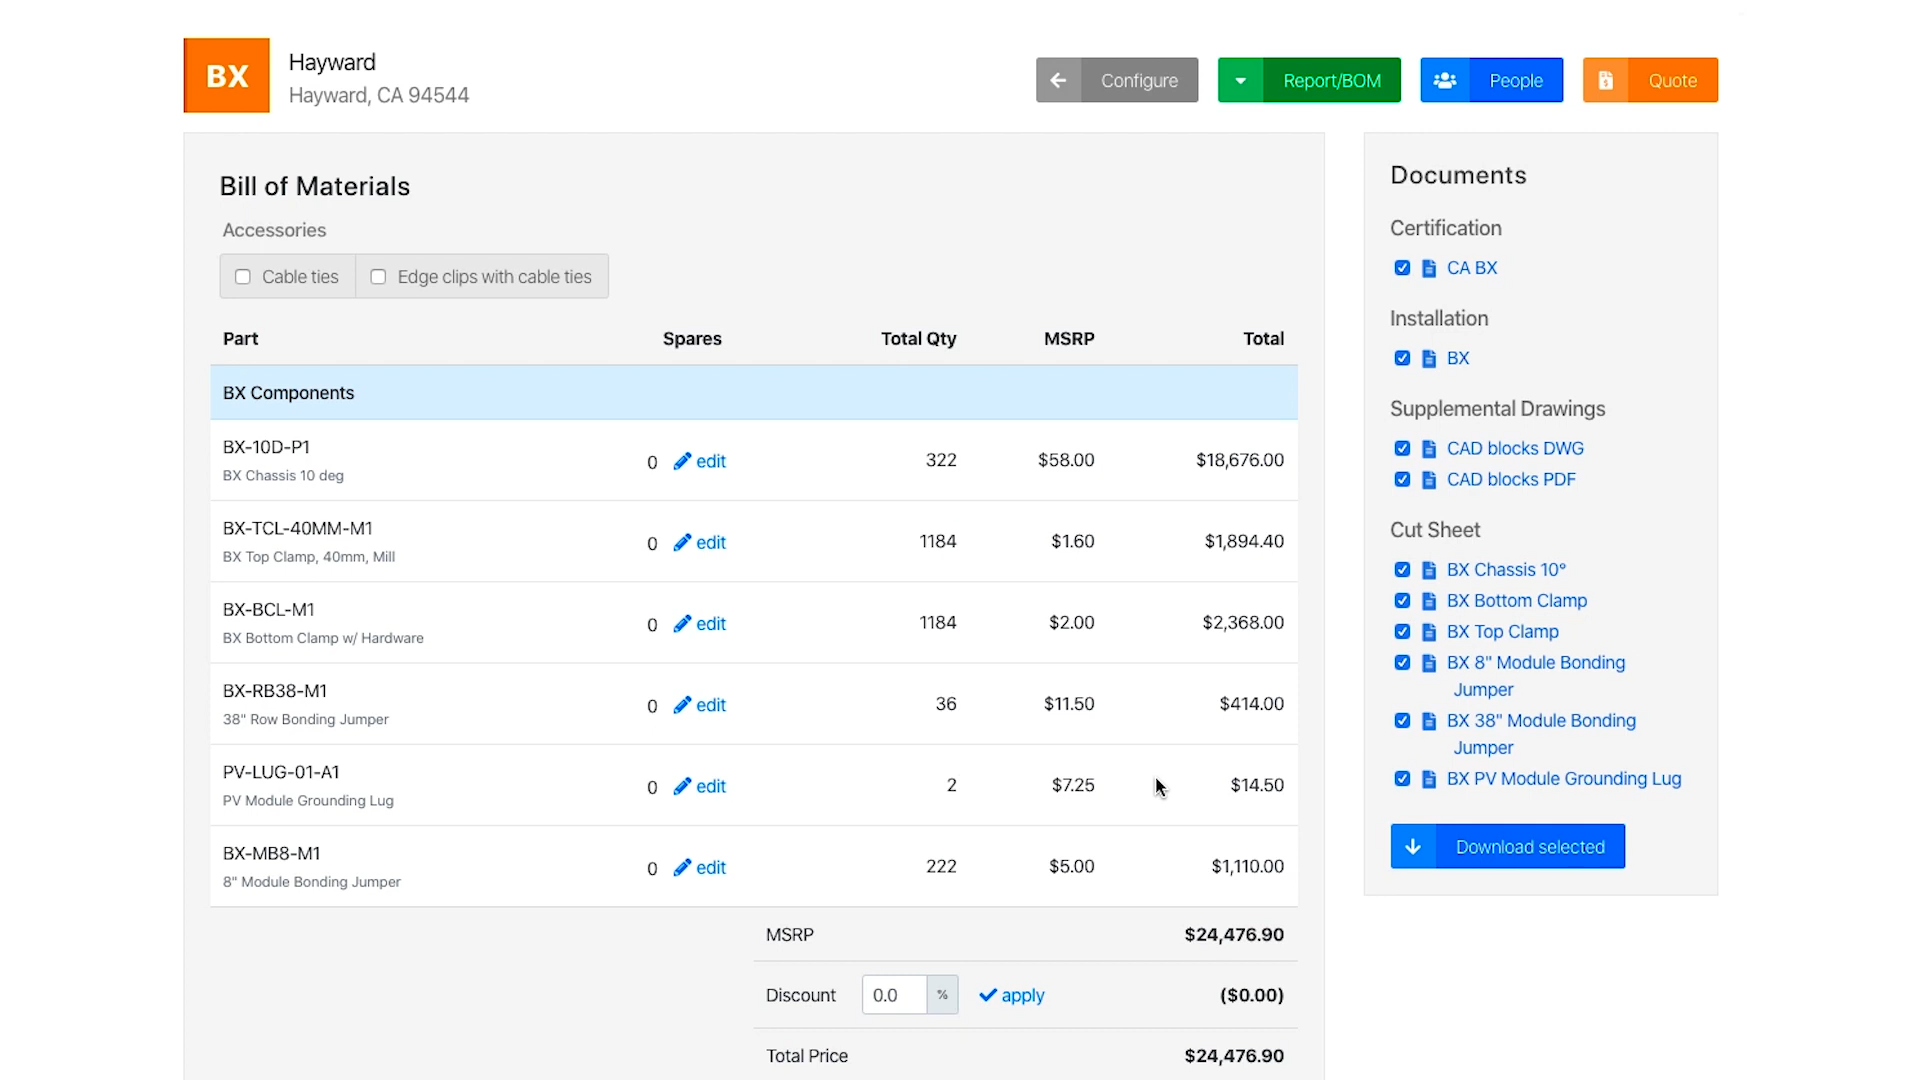 BX
Hayward
Hayward, CA 94544
Configure
Report/BOM
People
Quote
Bill of Materials
Accessories
Cable ties
Edge clips with cable ties
Part Spares Total Qty MSRP Total
BX Components
BX-10D-P1
BX Chassis 10 deg
0 edit 322 $58.00 $18,676.00
BX-TCL-40MM-M1
BX Top Clamp, 40mm, Mill
0 edit 1184 $1.60 $1,894.40
BX-BCL-M1
BX Bottom Clamp w/ Hardware
0 edit 1184 $2.00 $2,368.00
BX-RB38-M1
38" Row Bonding Jumper
0 edit 36 $11.50 $414.00
PV-LUG-01-A1
PV Module Grounding Lug
0 edit 2 $7.25 $14.50
BX-MB8-M1
8" Module Bonding Jumper
0 edit 222 $5.00 $1,110.00
MSRP $24,476.90
Discount 0.0 % apply ($0.00)
Total Price $24,476.90
Documents
Certification
CA BX
Installation
BX
Supplemental Drawings
CAD blocks DWG
CAD blocks PDF
Cut Sheet
BX Chassis 10°
BX Bottom Clamp
BX Top Clamp
BX 8" Module Bonding
Jumper
BX 38" Module Bonding
Jumper
BX PV Module Grounding Lug
Download selected